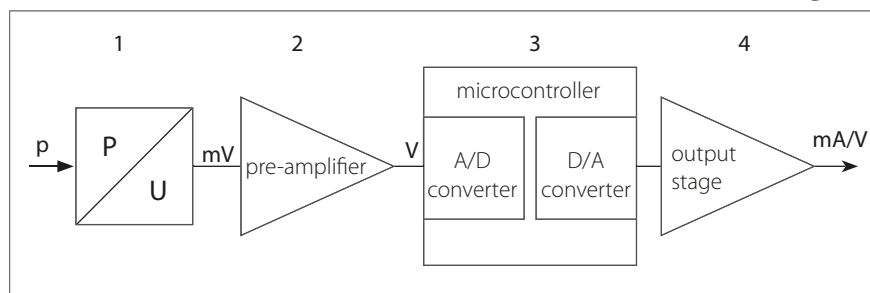 1
2
3
4
p
P
U
mV
pre-amplifier
V
microcontroller
A/D
converter
D/A
converter
output
stage
mA/V